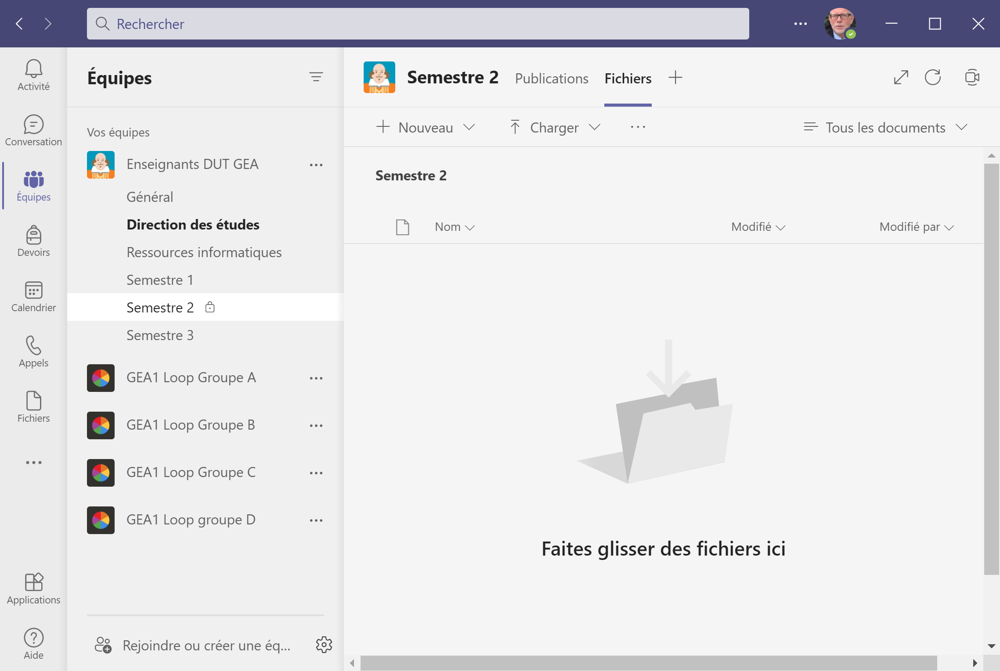 Rechercher
Activité
Conversation
Équipes
Devoirs
Calendrier
Appels
Fichiers
Applications
Aide
Équipes
Vos équipes
Enseignants DUT GEA
Général
Direction des études
Ressources informatiques
Semestre 1
Semestre 2
Semestre 3
GEA1 Loop Groupe A
GEA1 Loop Groupe B
GEA1 Loop Groupe C
GEA1 Loop groupe D
Rejoindre ou créer une éq...
Semestre 2 Publications Fichiers
Nouveau Charger Tous les documents
Semestre 2
Nom Modifié Modifié par
Faites glisser des fichiers ici